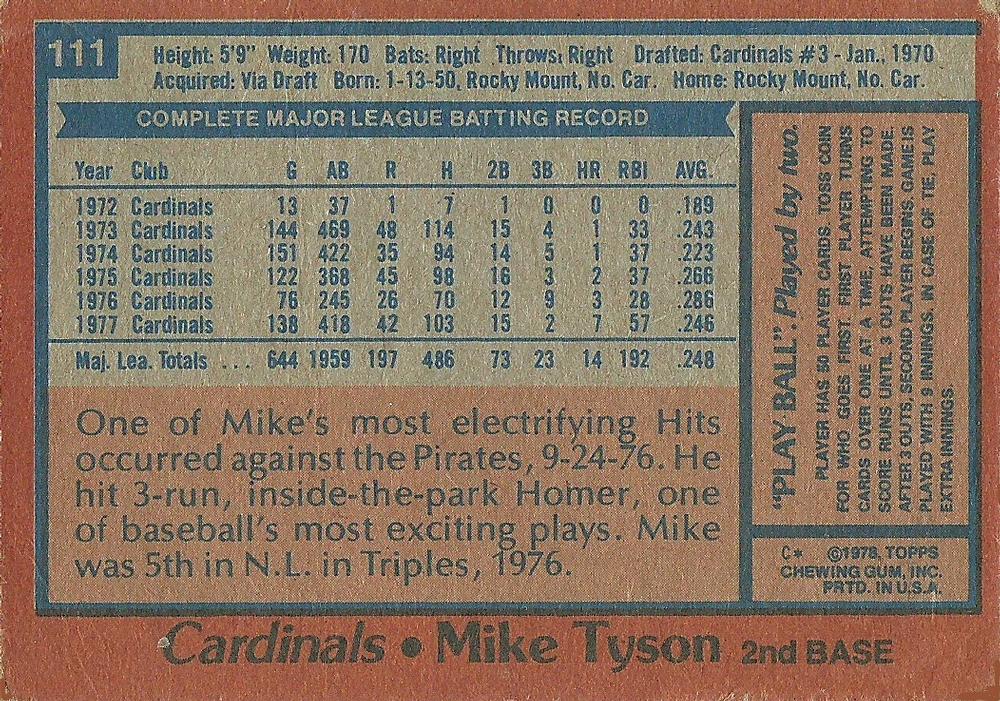 111
Height: 5'9" Weight: 170 Bats: Right Throws: Right Drafted: Cardinals #3 - Jan., 1970
Acquired: Via Draft Born: 1-13-50, Rocky Mount, No. Car. Home: Rocky Mount, No. Car.
COMPLETE MAJOR LEAGUE BATTING RECORD
Year Club G AB R H 2B 3B HR RBI AVG.
1972 Cardinals 13 37 1 7 1 0 0 0 .189
1973 Cardinals 144 469 48 114 15 4 1 33 .243
1974 Cardinals 151 422 35 94 14 5 1 37 .223
1975 Cardinals 122 368 45 98 16 3 2 37 .266
1976 Cardinals 76 245 26 70 12 9 3 28 .286
1977 Cardinals 138 418 42 103 15 2 7 57 .246
Maj. Lea. Totals ... 644 1959 197 486 73 23 14 192 .248
One of Mike's most electrifying Hits
occurred against the Pirates, 9-24-76. He
hit 3-run, inside-the-park Homer, one
of baseball's most exciting plays. Mike
was 5th in N.L. in Triples, 1976.
"PLAY BALL". Played by two.
PLAYER HAS 50 PLAYER CARDS. TOSS COIN
FOR WHO GOES FIRST. FIRST PLAYER TURNS
CARDS OVER ONE AT A TIME, ATTEMPTING TO
SCORE RUNS UNTIL 3 OUTS HAVE BEEN MADE.
AFTER 3 OUTS, SECOND PLAYER BEGINS. GAME IS
PLAYED WITH 9 INNINGS. IN CASE OF TIE, PLAY
EXTRA INNINGS.
C* ©1978, TOPPS
CHEWING GUM, INC.
PRTD. IN U.S.A.
Cardinals • Mike Tyson 2nd BASE